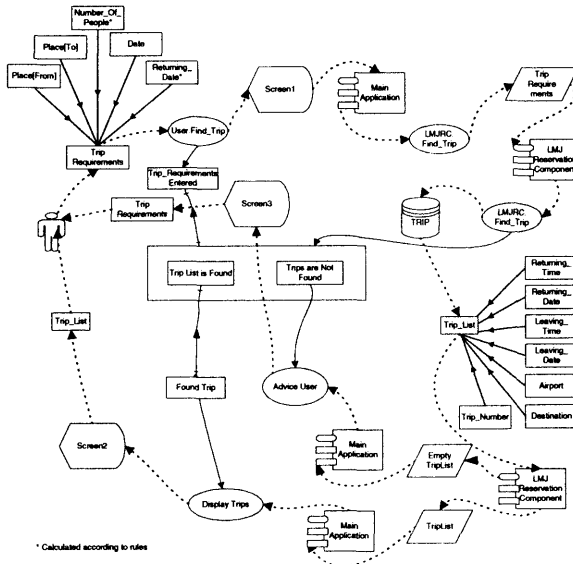 Number_Of_
People*
Place[To]
Date
Place[From]
Returning_
Date*
Trip
Requirements
User Find_Trip
Screen1
Main
Application
LMJRC
Find_Trip
Trip
Require
ments
LMJ
Reservation
Component
Trip_Requirements
Entered
Trip
Requirements
Screen3
TRIP
LMJRC
Find_Trip
Trip List is Found
Trips are Not
Found
Returning_
Time
Returning_
Date
Leaving_
Time
Leaving_
Date
Airport
Destination
Trip_List
Trip_Number
Trip_List
Found Trip
Advice User
Screen2
Main
Application
Empty
TripList
LMJ
Reservation
Component
Display Trips
Main
Application
TripList
* Calculated according to rules